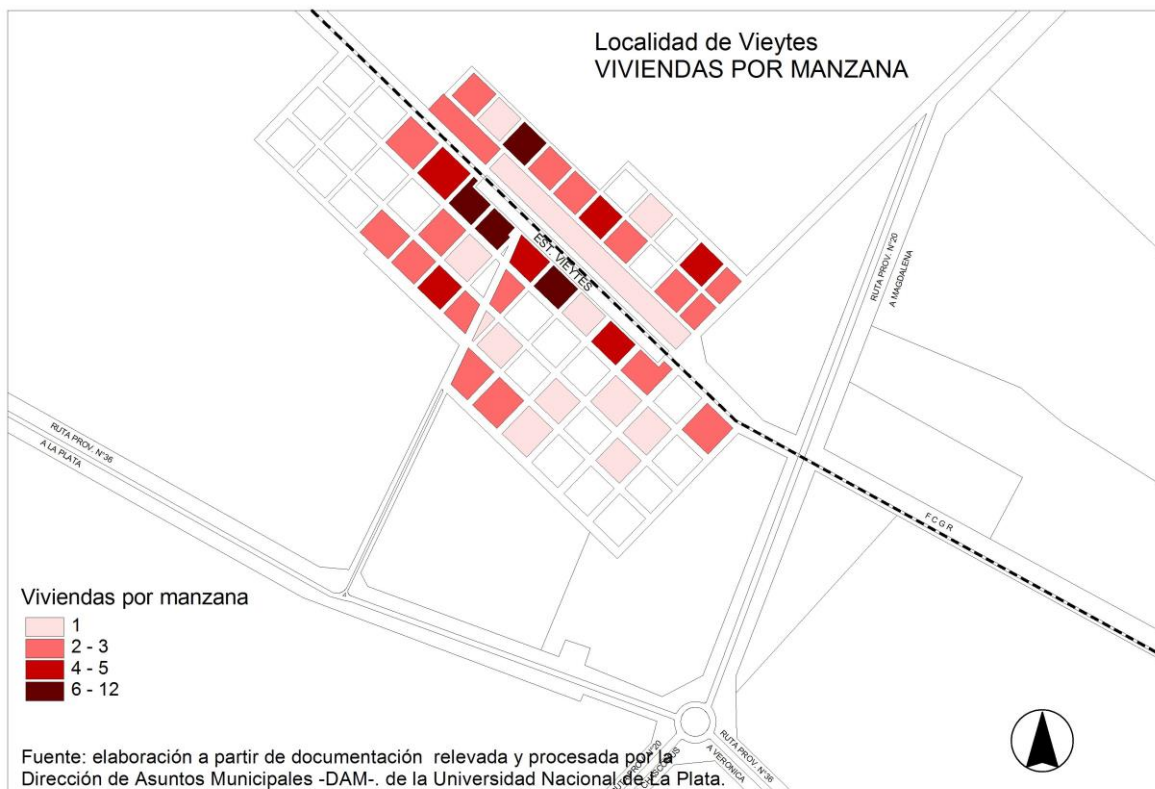 Localidad de Vieytes
VIVIENDAS POR MANZANA
EST. VIEYTES
RUTA PROV. N°20
A MAGDALENA
RUTA PROV. N°36
A LA PLATA
F C G R
Viviendas por manzana
1
2 - 3
4 - 5
6 - 12
RUTA PROV. N°36
A VERONICA
Fuente: elaboración a partir de documentación relevada y procesada por la
Dirección de Asuntos Municipales -DAM-. de la Universidad Nacional de La Plata.